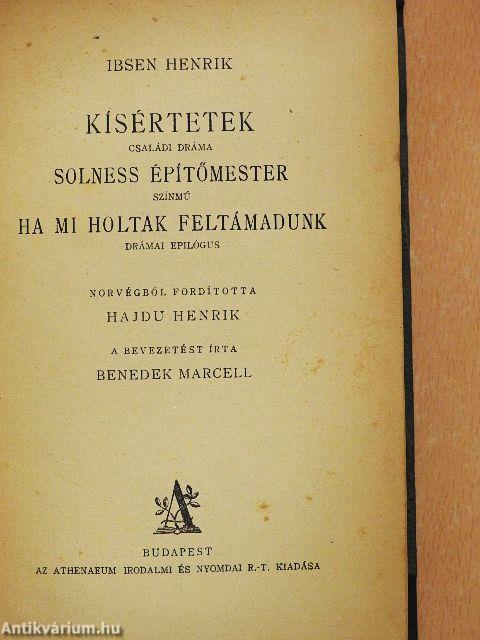 IBSEN HENRIK
KÍSÉRTETEK
CSALÁDI DRÁMA
SOLNESS ÉPÍTŐMESTER
SZÍNMŰ
HA MI HOLTAK FELTÁMADUNK
DRÁMAI EPILÓGUS
NORVÉGBÓL FORDÍTOTTA
HAJDU HENRIK
A BEVEZETÉST ÍRTA
BENEDEK MARCELL
A
BUDAPEST
AZ ATHENAEUM IRODALMI ÉS NYOMDAI R.-T. KIADÁSA
Antikvárium.hu